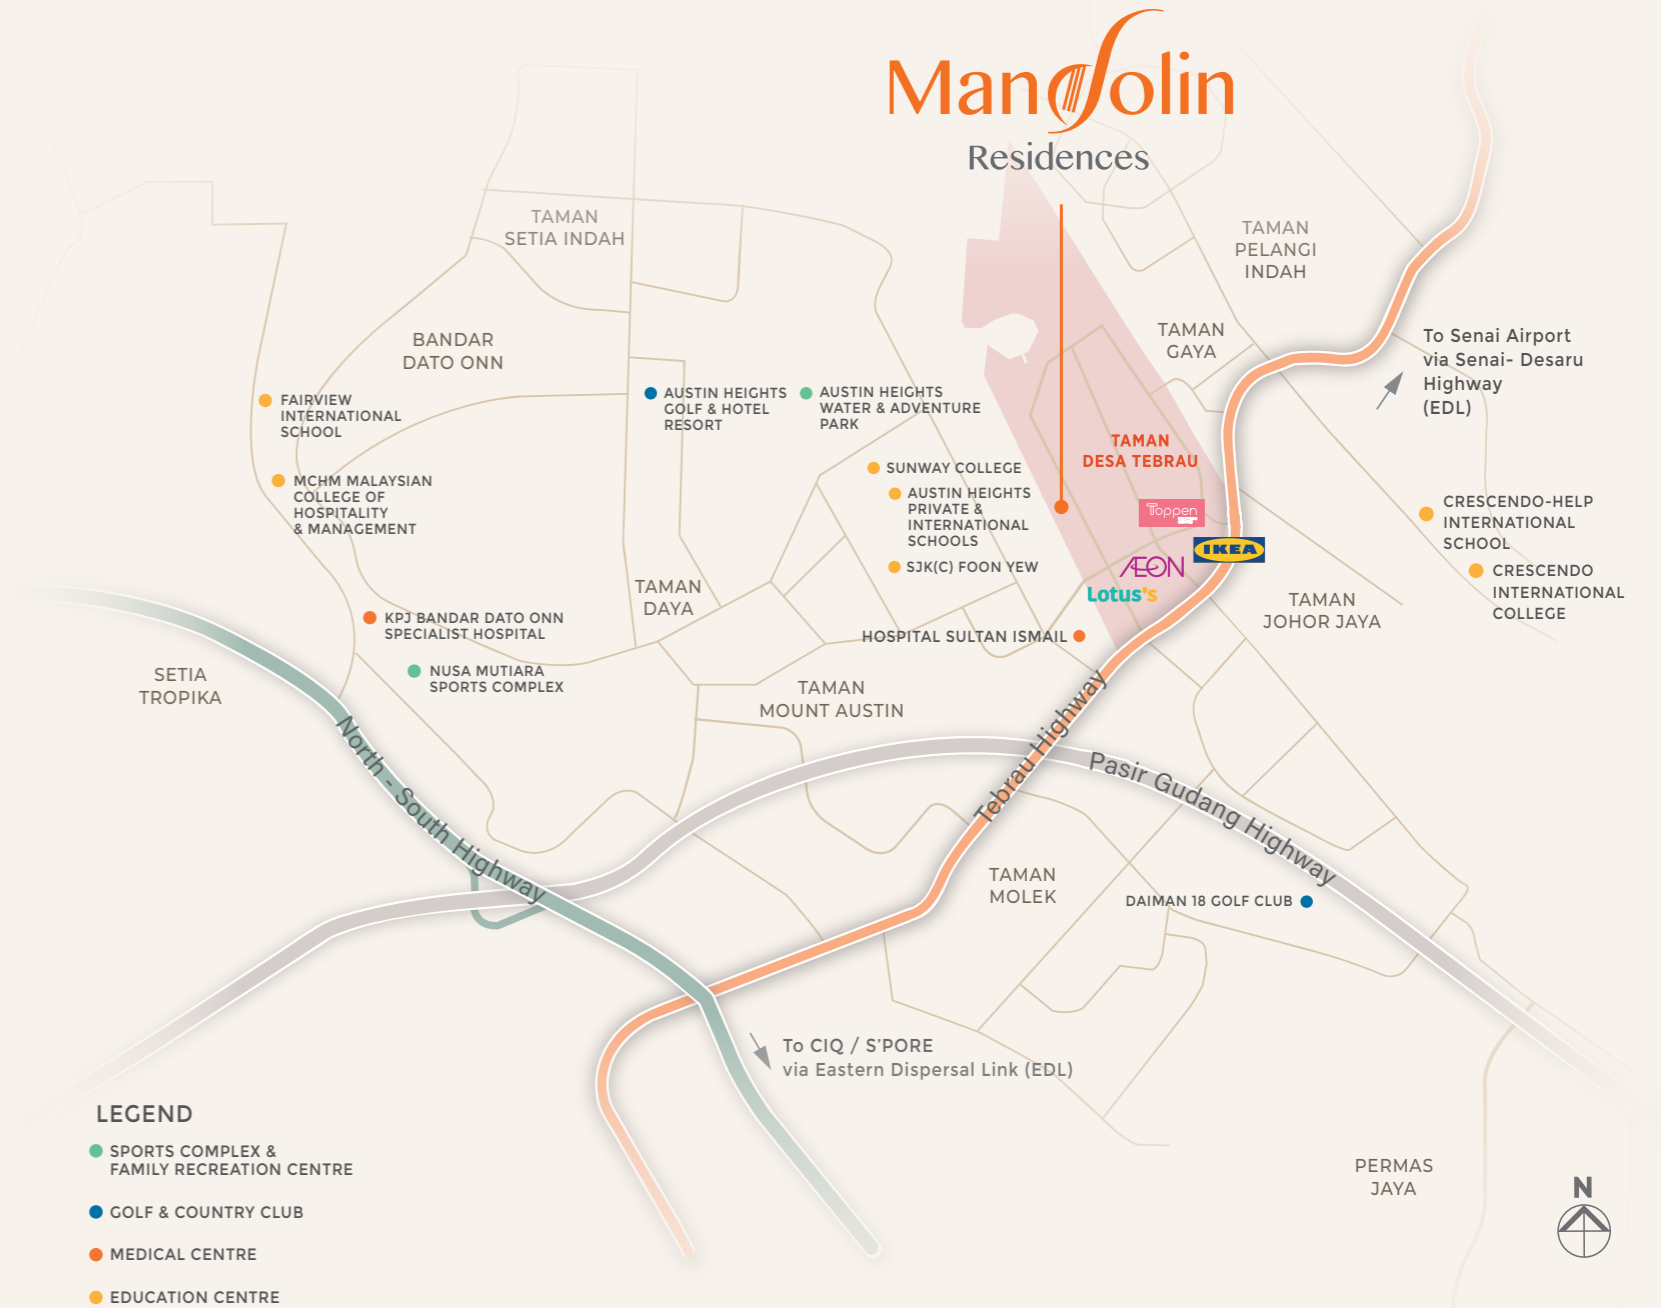 Mandolin
Residences
TAMAN
SETIA INDAH
TAMAN
PELANGI
INDAH
BANDAR
DATO ONN
TAMAN
GAYA
To Senai Airport
via Senai- Desaru
Highway
(EDL)
FAIRVIEW
INTERNATIONAL
SCHOOL
AUSTIN HEIGHTS
GOLF & HOTEL
RESORT
AUSTIN HEIGHTS
WATER & ADVENTURE
PARK
TAMAN
DESA TEBRAU
MCHM MALAYSIAN
COLLEGE OF
HOSPITALITY
& MANAGEMENT
SUNWAY COLLEGE
AUSTIN HEIGHTS
PRIVATE &
INTERNATIONAL
SCHOOLS
SJK(C) FOON YEW
Toppen
IKEA
AEON
Lotus's
CRESCENDO-HELP
INTERNATIONAL
SCHOOL
CRESCENDO
INTERNATIONAL
COLLEGE
TAMAN
DAYA
TAMAN
JOHOR JAYA
KPJ BANDAR DATO ONN
SPECIALIST HOSPITAL
HOSPITAL SULTAN ISMAIL
NUSA MUTIARA
SPORTS COMPLEX
SETIA
TROPIKA
TAMAN
MOUNT AUSTIN
North - South Highway
Tebrau Highway
Pasir Gudang Highway
TAMAN
MOLEK
DAIMAN 18 GOLF CLUB
To CIQ / S'PORE
via Eastern Dispersal Link (EDL)
PERMAS
JAYA
N
LEGEND
SPORTS COMPLEX &
FAMILY RECREATION CENTRE
GOLF & COUNTRY CLUB
MEDICAL CENTRE
EDUCATION CENTRE